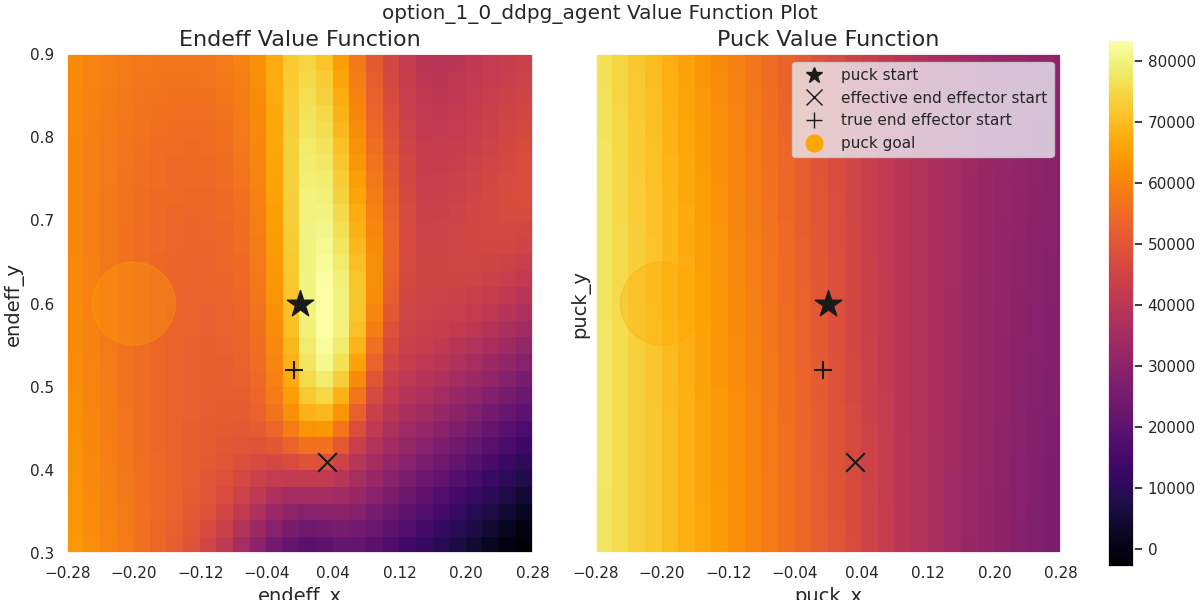 option_1_0_ddpg_agent Value Function Plot
Endeff Value Function
0.9
0.8
0.7
0.6
0.5
0.4
0.3
endeff_y
−0.28 −0.20 −0.12 −0.04 0.04 0.12 0.20 0.28
endeff_x
Puck Value Function
puck start
effective end effector start
true end effector start
puck goal
puck_y
−0.28 −0.20 −0.12 −0.04 0.04 0.12 0.20 0.28
puck_x
80000
70000
60000
50000
40000
30000
20000
10000
0